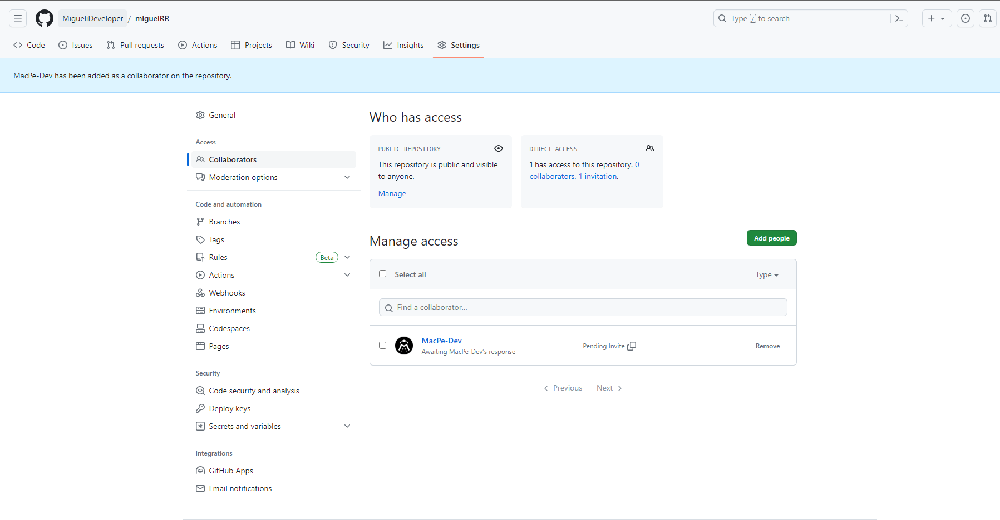 MigueliDeveloper / miguelRR
Type / to search
Code Issues Pull requests Actions Projects Wiki Security Insights Settings
MacPe-Dev has been added as a collaborator on the repository.
General
Access
Collaborators
Moderation options
Code and automation
Branches
Tags
Rules Beta
Actions
Webhooks
Environments
Codespaces
Pages
Security
Code security and analysis
Deploy keys
Secrets and variables
Integrations
GitHub Apps
Email notifications
Who has access
PUBLIC REPOSITORY
This repository is public and visible
to anyone.
Manage
DIRECT ACCESS
1 has access to this repository. 0
collaborators. 1 invitation.
Manage access
Add people
Select all
Type
Find a collaborator...
MacPe-Dev
Awaiting MacPe-Dev's response
Pending Invite
Remove
Previous Next